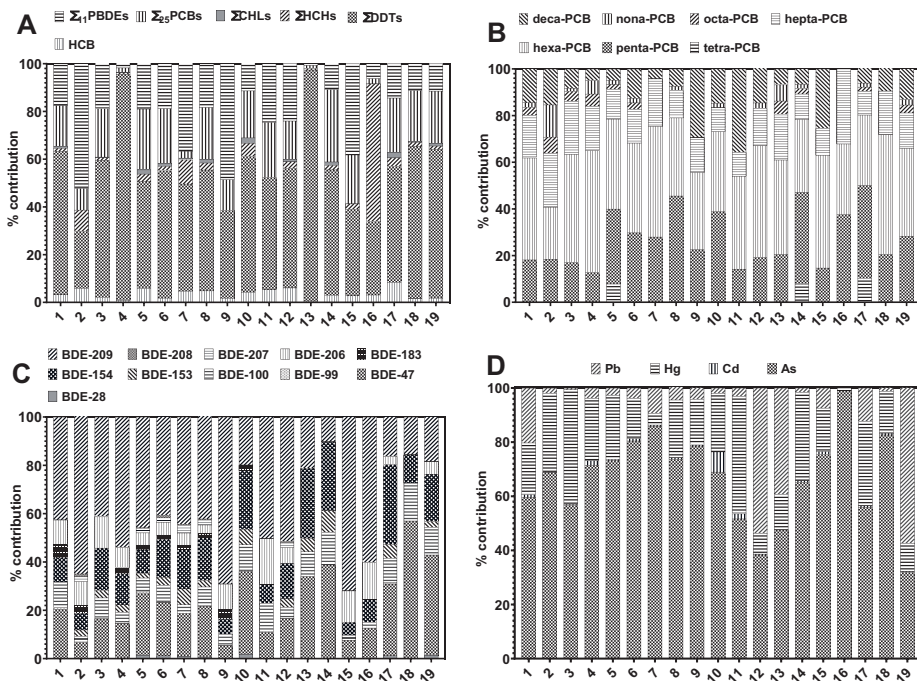 A
Σ₁₁PBDEs Σ₂₅PCBs ΣCHLs ΣHCHs ΣDDTs
HCB
% contribution
100
80
60
40
20
0
1 2 3 4 5 6 7 8 9 10 11 12 13 14 15 16 17 18 19
B
deca-PCB nona-PCB octa-PCB hepta-PCB
hexa-PCB penta-PCB tetra-PCB
% contribution
100
80
60
40
20
0
1 2 3 4 5 6 7 8 9 10 11 12 13 14 15 16 17 18 19
C
BDE-209 BDE-208 BDE-207 BDE-206 BDE-183
BDE-154 BDE-153 BDE-100 BDE-99 BDE-47
BDE-28
% contribution
100
80
60
40
20
0
1 2 3 4 5 6 7 8 9 10 11 12 13 14 15 16 17 18 19
D
Pb Hg Cd As
% contribution
100
80
60
40
20
0
1 2 3 4 5 6 7 8 9 10 11 12 13 14 15 16 17 18 19